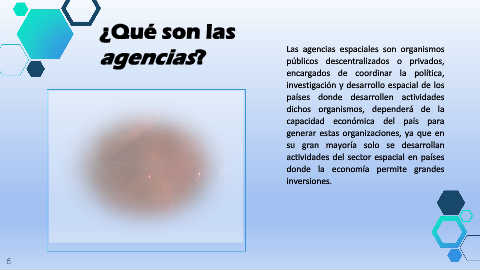 ¿Qué son las
agencias?
Las agencias espaciales son organismos
públicos descentralizados o privados,
encargados de coordinar la política,
investigación y desarrollo espacial de los
países donde desarrollen actividades
dichos organismos, dependerá de la
capacidad económica del país para
generar estas organizaciones, ya que en
su gran mayoría solo se desarrollan
actividades del sector espacial en países
donde la economía permite grandes
inversiones.
6